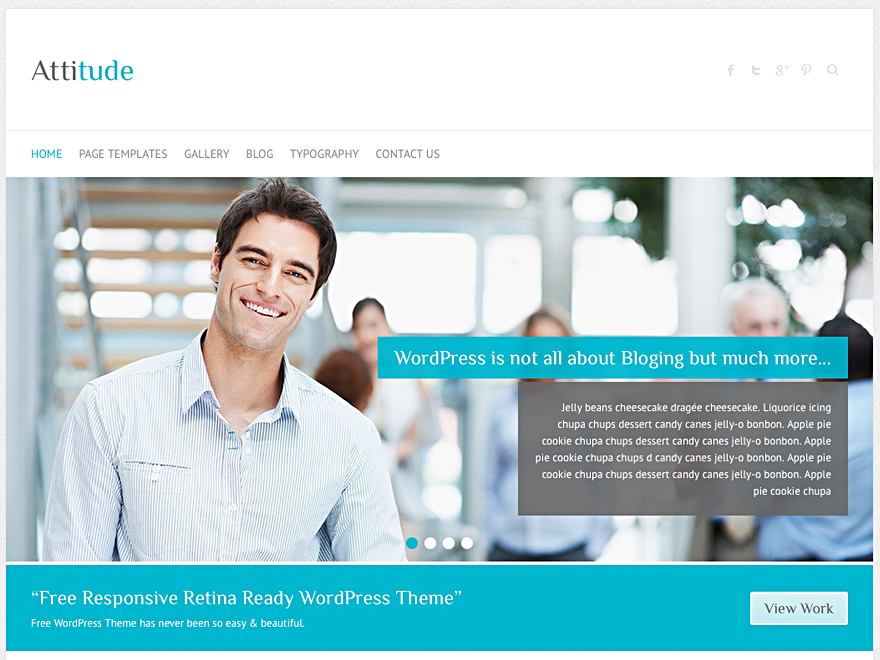 Attitude
HOME PAGE TEMPLATES GALLERY BLOG TYPOGRAPHY CONTACT US
WordPress is not all about Bloging but much more...
Jelly beans cheesecake dragée cheesecake. Liquorice icing
chupa chups dessert candy canes jelly-o bonbon. Apple pie
cookie chupa chups dessert candy canes jelly-o bonbon. Apple
pie cookie chupa chups d candy canes jelly-o bonbon. Apple pie
cookie chupa chups dessert candy canes jelly-o bonbon. Apple
pie cookie chupa
“Free Responsive Retina Ready WordPress Theme”
Free WordPress Theme has never been so easy & beautiful.
View Work